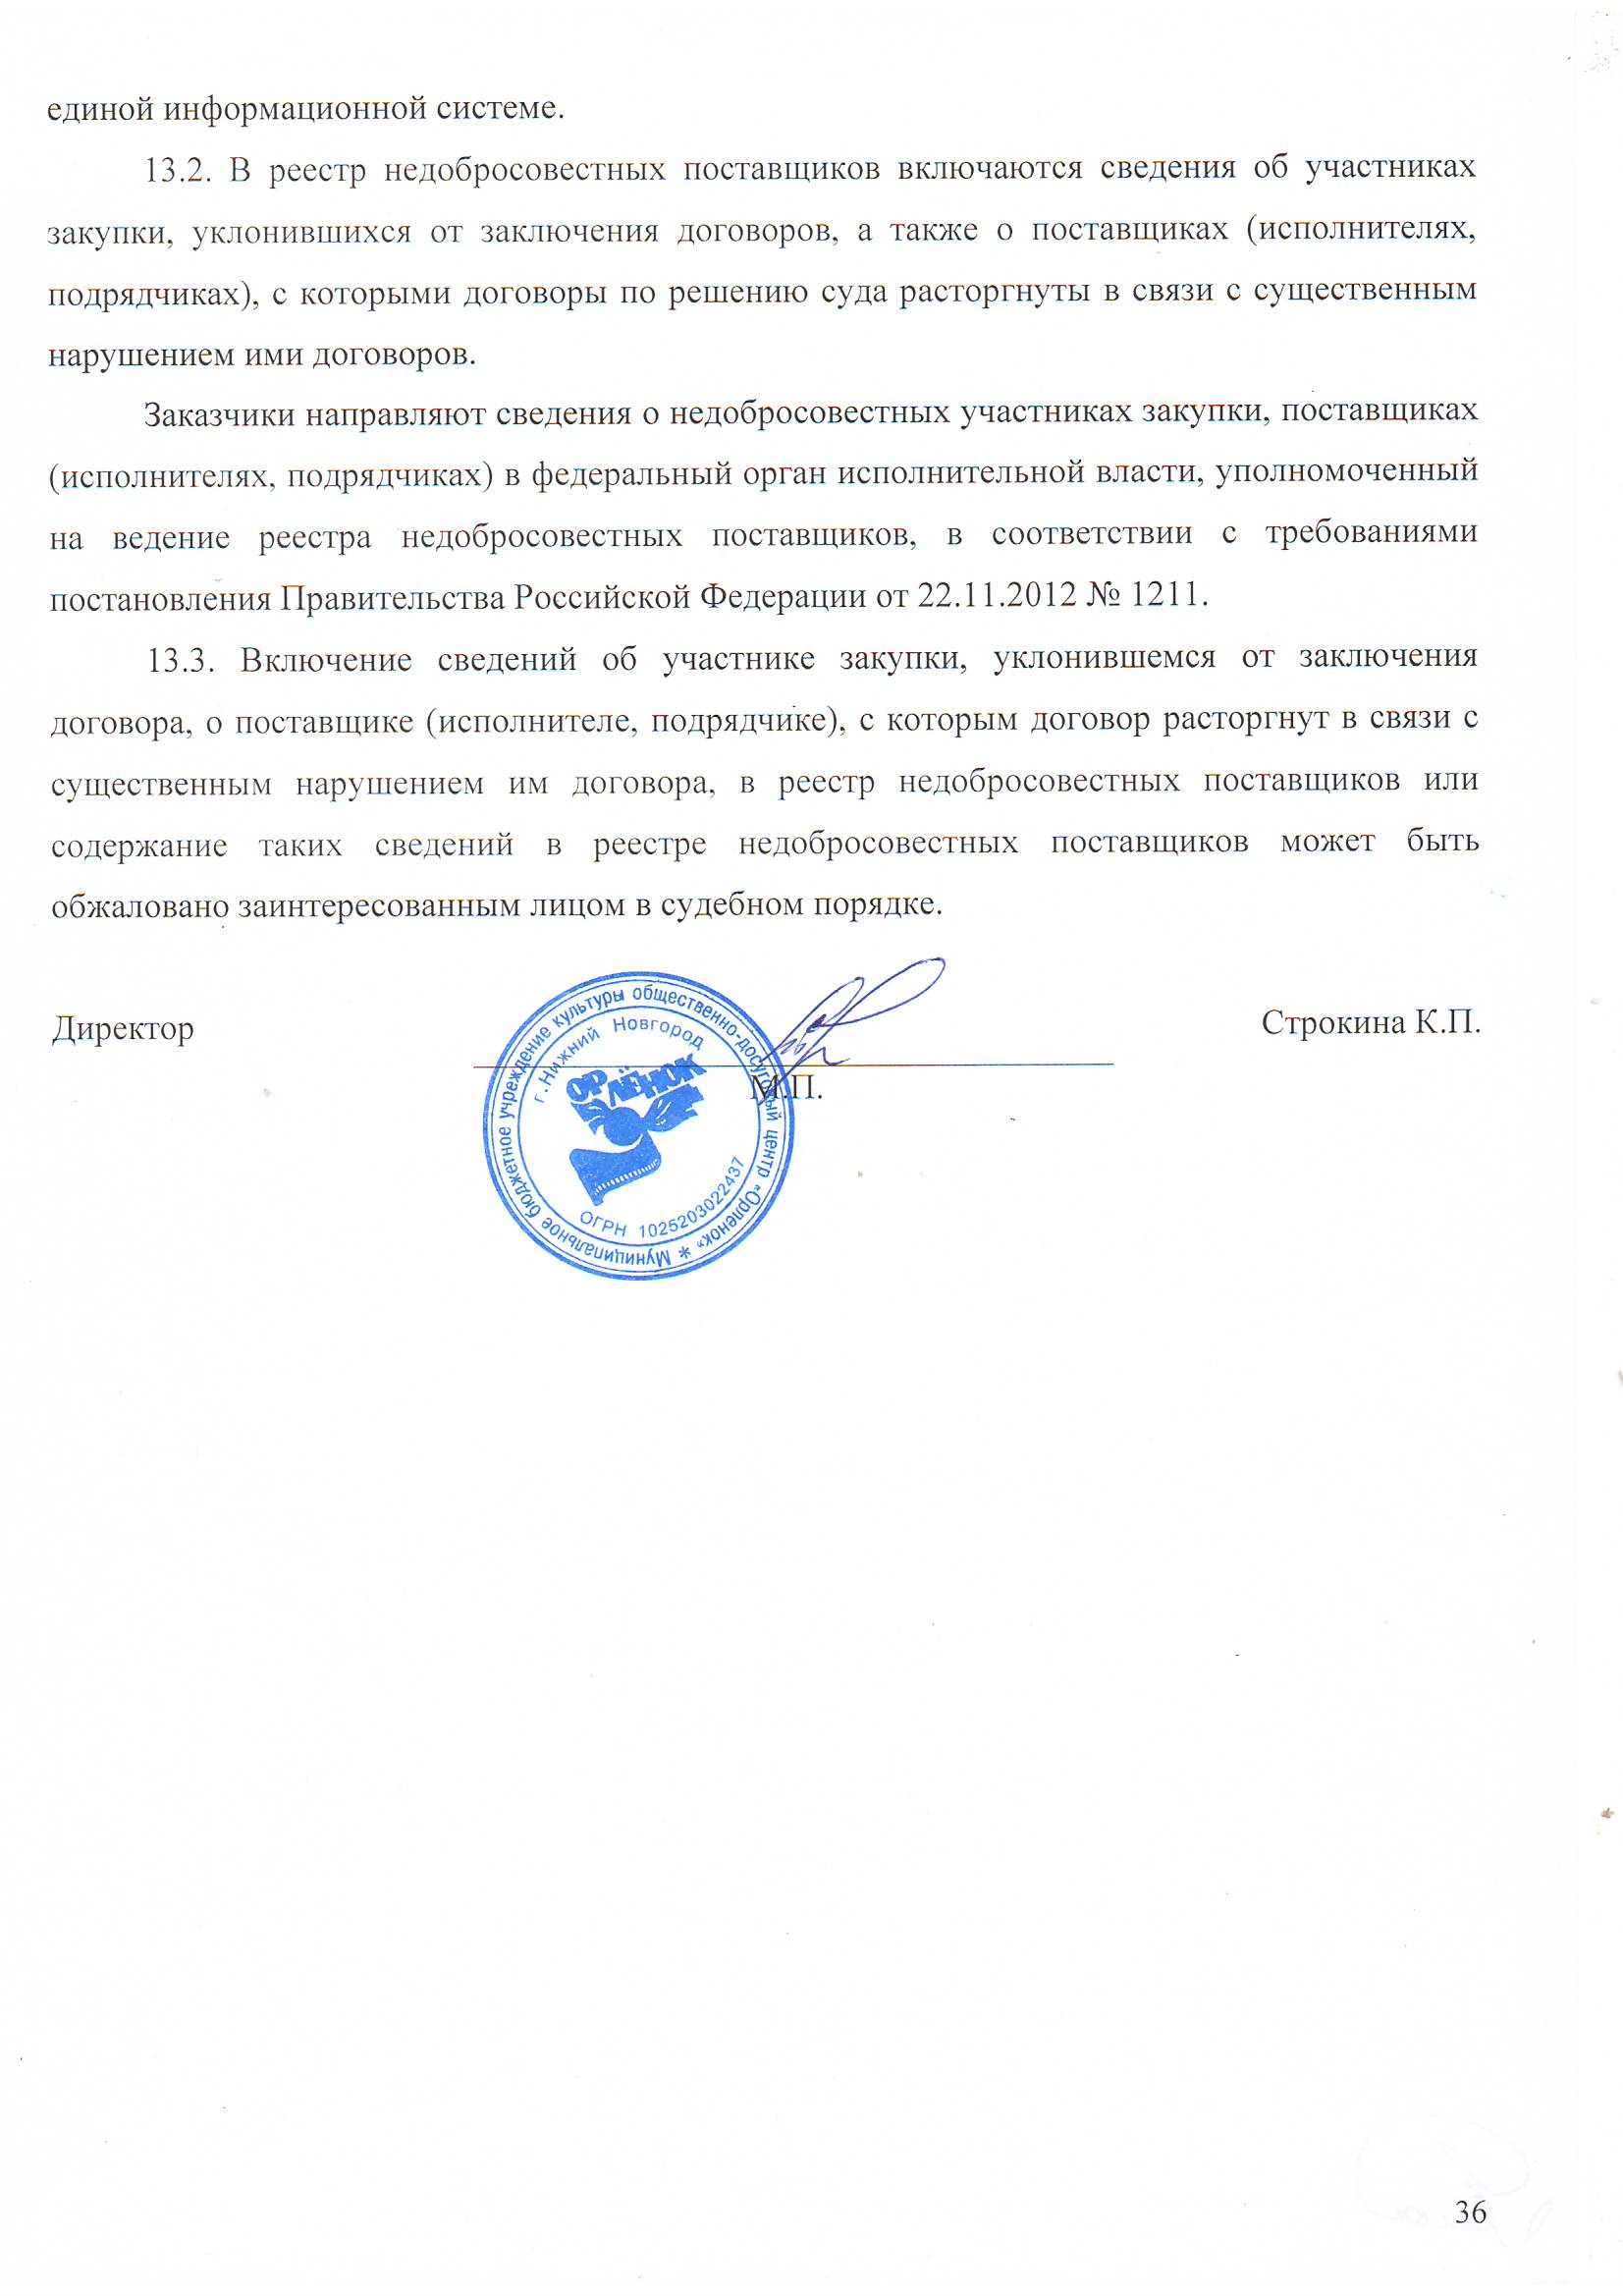 единой информационной системе.
13.2. В реестр недобросовестных поставщиков включаются сведения об участниках
закупки, уклонившихся от заключения договоров, а также о поставщиках (исполнителях,
подрядчиках), с которыми договоры по решению суда расторгнуты в связи с существенным
нарушением ими договоров.
Заказчики направляют сведения о недобросовестных участниках закупки, поставщиках
(исполнителях, подрядчиках) в федеральный орган исполнительной власти, уполномоченный
на ведение реестра недобросовестных поставщиков, в соответствии с требованиями
постановления Правительства Российской Федерации от 22.11.2012 № 1211.
13.3. Включение сведений об участнике закупки, уклонившемся от заключения
договора, о поставщике (исполнителе, подрядчике), с которым договор расторгнут в связи с
существенным нарушением им договора, в реестр недобросовестных поставщиков или
содержание таких сведений в реестре недобросовестных поставщиков может быть
обжаловано заинтересованным лицом в судебном порядке.
Директор
Строкина К.П.
М.П.
Муниципальное бюджетное учреждение культуры общественно-досуговый центр «Орленок» *
г.Нижний Новгород
ОРЛЁНОК
ОГРН 1025203022437
36